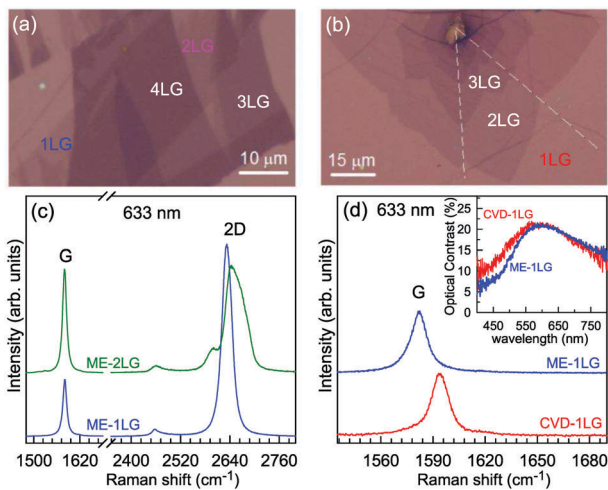 (a)
2LG
4LG
3LG
1LG
10 μm
(b)
3LG
2LG
1LG
15 μm
(c)
633 nm
G
2D
ME-2LG
ME-1LG
Intensity (arb. units)
1500 1620 2400 2520 2640 2760
Raman shift (cm-1)
(d)
633 nm
G
ME-1LG
CVD-1LG
Intensity (arb. units)
1560 1590 1620 1650 1680
Raman shift (cm-1)
Optical Contrast (%)
25
20
15
10
5
0
CVD-1LG
ME-1LG
450 550 650 750
wavelength (nm)